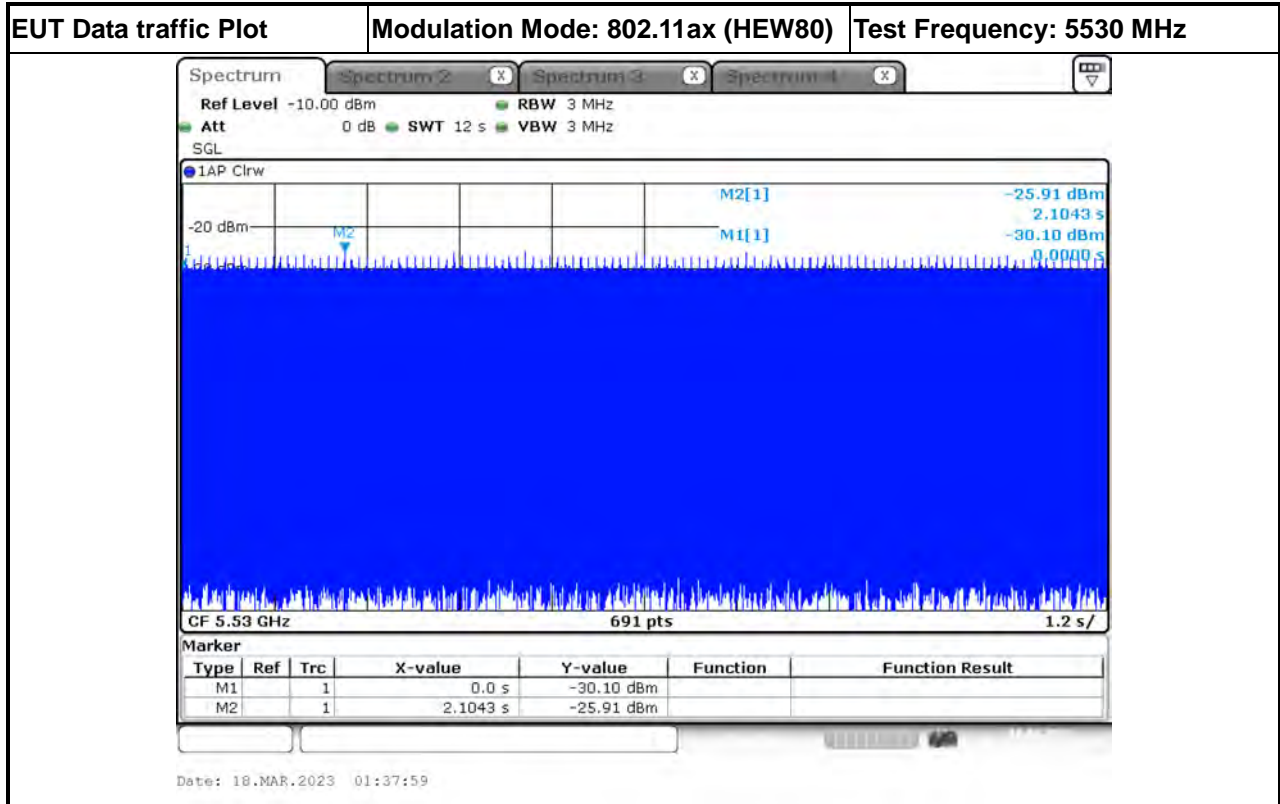 EUT Data traffic Plot Modulation Mode: 802.11ax (HEW80) Test Frequency: 5530 MHz
Spectrum Spectrum 2 X Spectrum 3 X Spectrum 4 X
Ref Level -10.00 dBm RBW 3 MHz
Att 0 dB SWT 12 s VBW 3 MHz
SGL
1AP Clrw
M2[1] -25.91 dBm
2.1043 s
-20 dBm M2 M1[1] -30.10 dBm
0.0000 s
CF 5.53 GHz 691 pts 1.2 s/
Marker
Type Ref Trc X-value Y-value Function Function Result
M1 1 0.0 s -30.10 dBm
M2 1 2.1043 s -25.91 dBm
Date: 18.MAR.2023 01:37:59